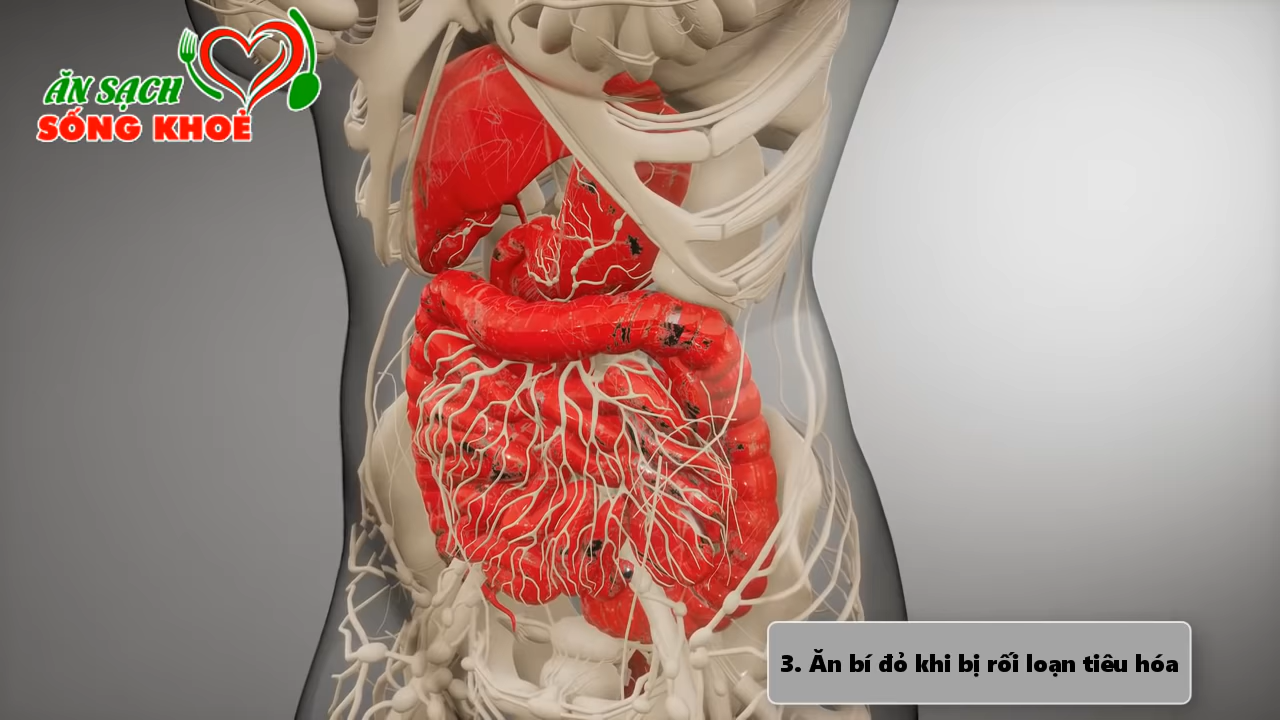 ĂN SẠCH
SỐNG KHOẺ
3. Ăn bí đỏ khi bị rối loạn tiêu hóa